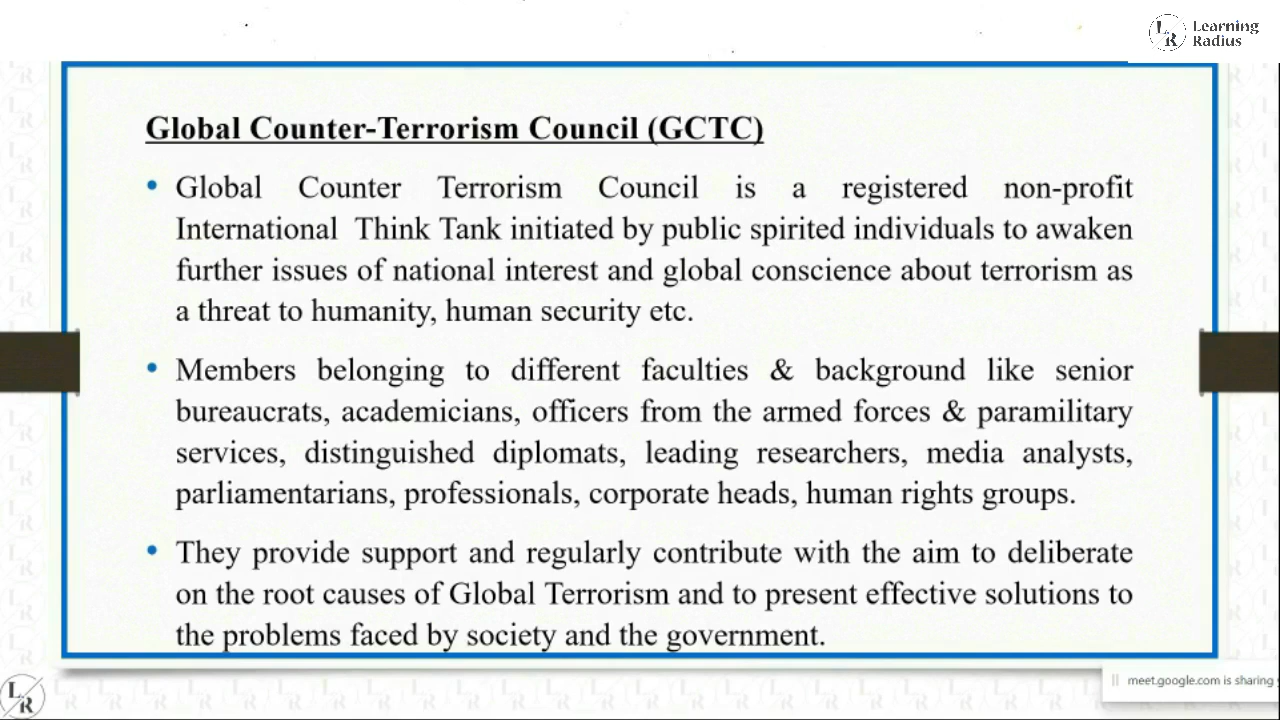 Learning
Radius
Global Counter-Terrorism Council (GCTC)
• Global Counter Terrorism Council is a registered non-profit
International Think Tank initiated by public spirited individuals to awaken
further issues of national interest and global conscience about terrorism as
a threat to humanity, human security etc.
• Members belonging to different faculties & background like senior
bureaucrats, academicians, officers from the armed forces & paramilitary
services, distinguished diplomats, leading researchers, media analysts,
parliamentarians, professionals, corporate heads, human rights groups.
• They provide support and regularly contribute with the aim to deliberate
on the root causes of Global Terrorism and to present effective solutions to
the problems faced by society and the government.
LR
meet.google.com is sharing